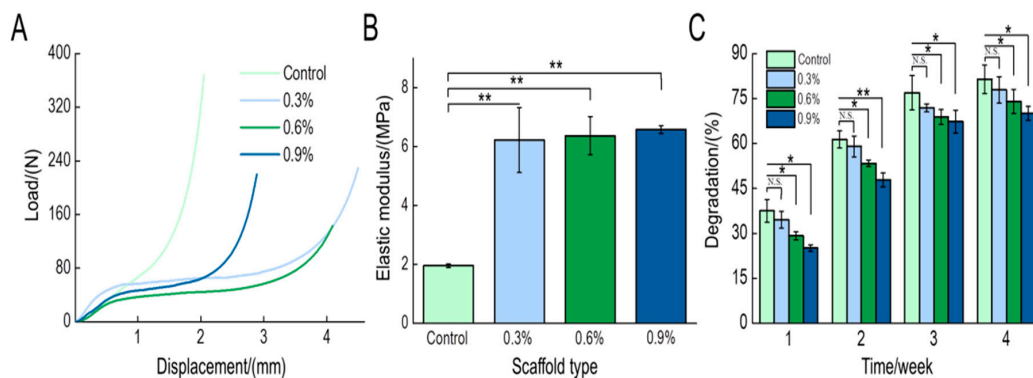 A
Load/(N)
400
320
240
160
80
0
1
2
3
4
Displacement/(mm)
Control
0.3%
0.6%
0.9%
B
Elastic modulus/(MPa)
8
6
4
2
0
**
**
**
Control
0.3%
0.6%
0.9%
Scaffold type
C
Degradation/(%)
90
75
60
45
30
15
0
Control
0.3%
0.6%
0.9%
*
*
N.S.
**
*
N.S.
*
*
N.S.
*
*
N.S.
1
2
3
4
Time/week